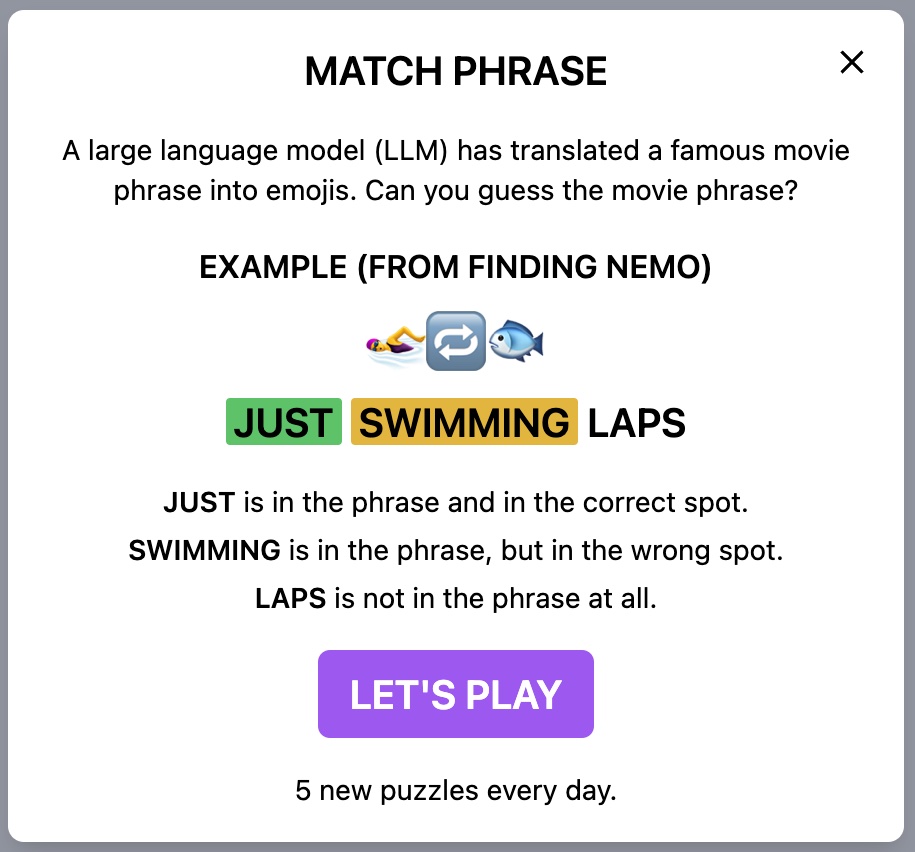 MATCH PHRASE
A large language model (LLM) has translated a famous movie
phrase into emojis. Can you guess the movie phrase?
EXAMPLE (FROM FINDING NEMO)
JUST SWIMMING LAPS
JUST is in the phrase and in the correct spot.
SWIMMING is in the phrase, but in the wrong spot.
LAPS is not in the phrase at all.
LET'S PLAY
5 new puzzles every day.